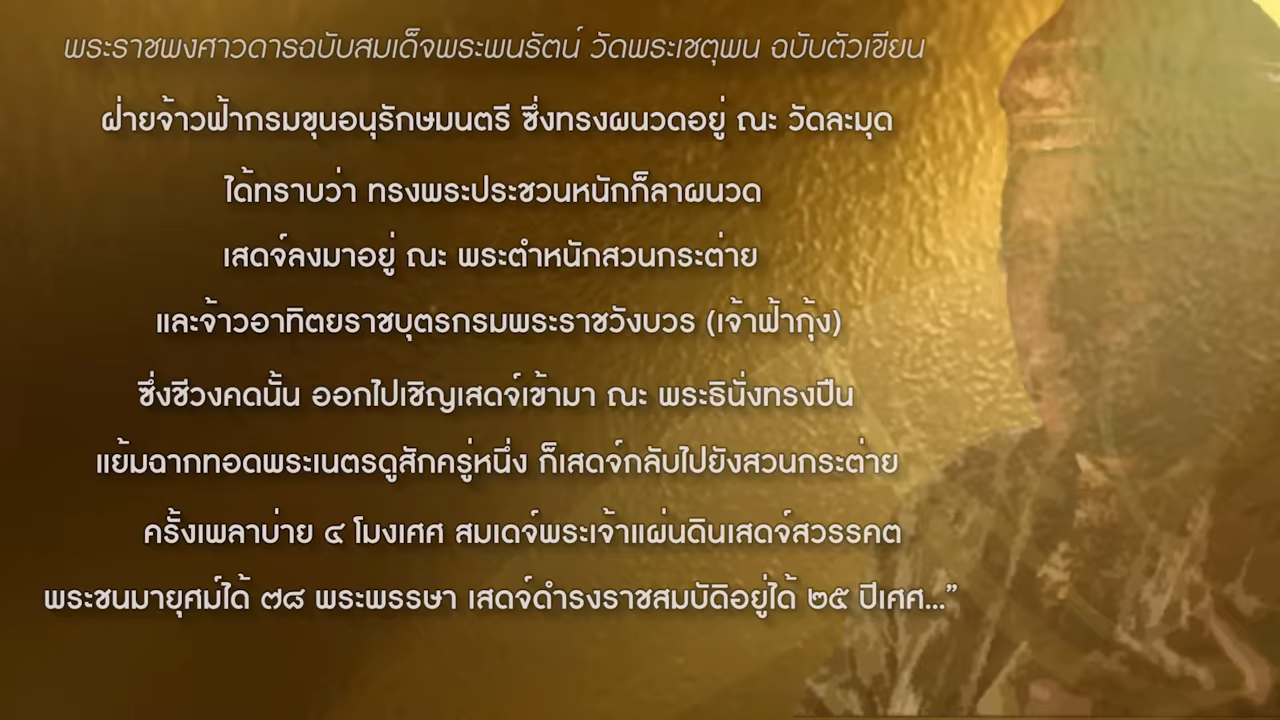 พระราชพงศาวดารฉบับสมเด็จพระพนรัตน์ วัดพระเชตุพน ฉบับตัวเขียน
ฝ่ายจ้าวฟ้ากรมขุนอนุรักษมนตรี ซึ่งทรงผนวดอยู่ ณะ วัดละมุด
ได้ทราบว่า ทรงพระประชวนหนักก็ลาผนวด
เสดจ์ลงมาอยู่ ณะ พระตำหนักสวนกระต่าย
และจ้าวอาทิตยราชบุตรกรมพระราชวังบวร (เจ้าฟ้ากุ้ง)
ซึ่งชีวงคดนั้น ออกไปเชิญเสดจ์เข้ามา ณะ พระธินั่งทรงปืน
แย้มฉากทอดพระเนตรดูสักครู่หนึ่ง ก็เสดจ์กลับไปยังสวนกระต่าย
ครั้งเพลาบ่าย ๔ โมงเศศ สมเดจ์พระเจ้าแผ่นดินเสดจ์สวรรคต
พระชนมายุศม์ได้ ๗๘ พระพรรษา เสดจ์ดำรงราชสมบัดิอยู่ได้ ๒๕ ปีเศศ...”